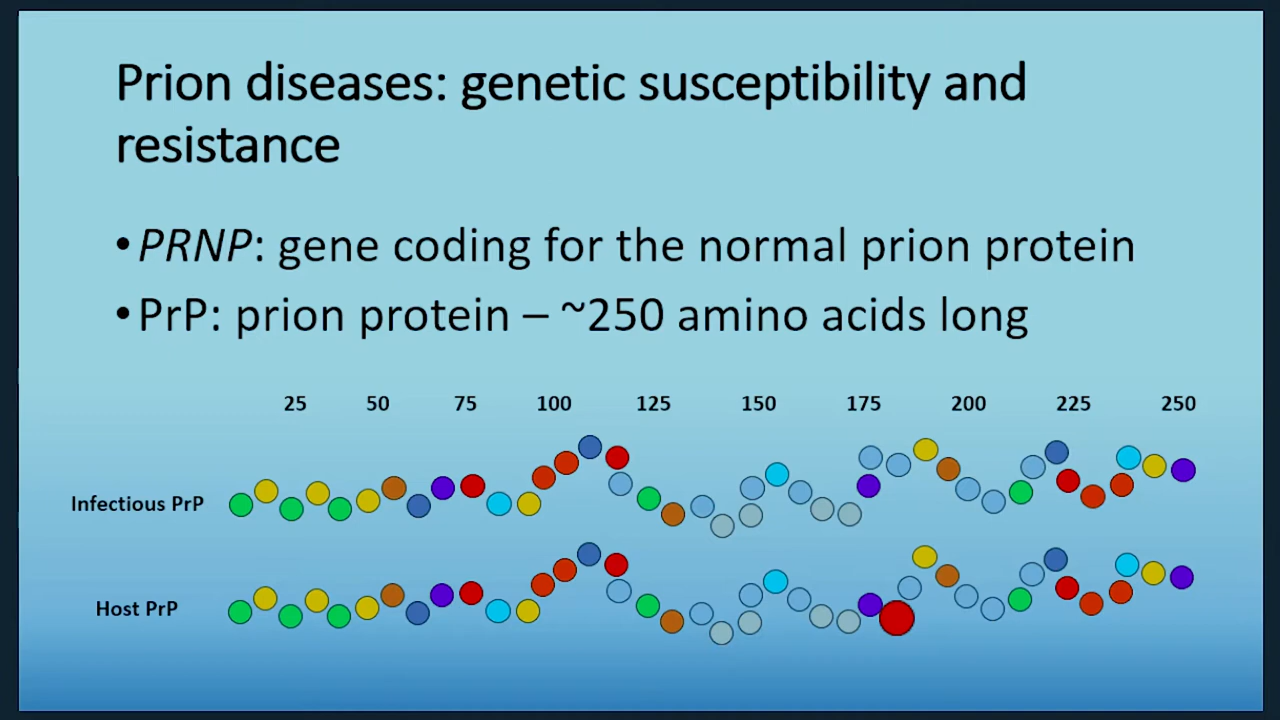 Prion diseases: genetic susceptibility and
resistance
•PRNP: gene coding for the normal prion protein
•PrP: prion protein – ~250 amino acids long
25 50 75 100 125 150 175 200 225 250
Infectious PrP
Host PrP